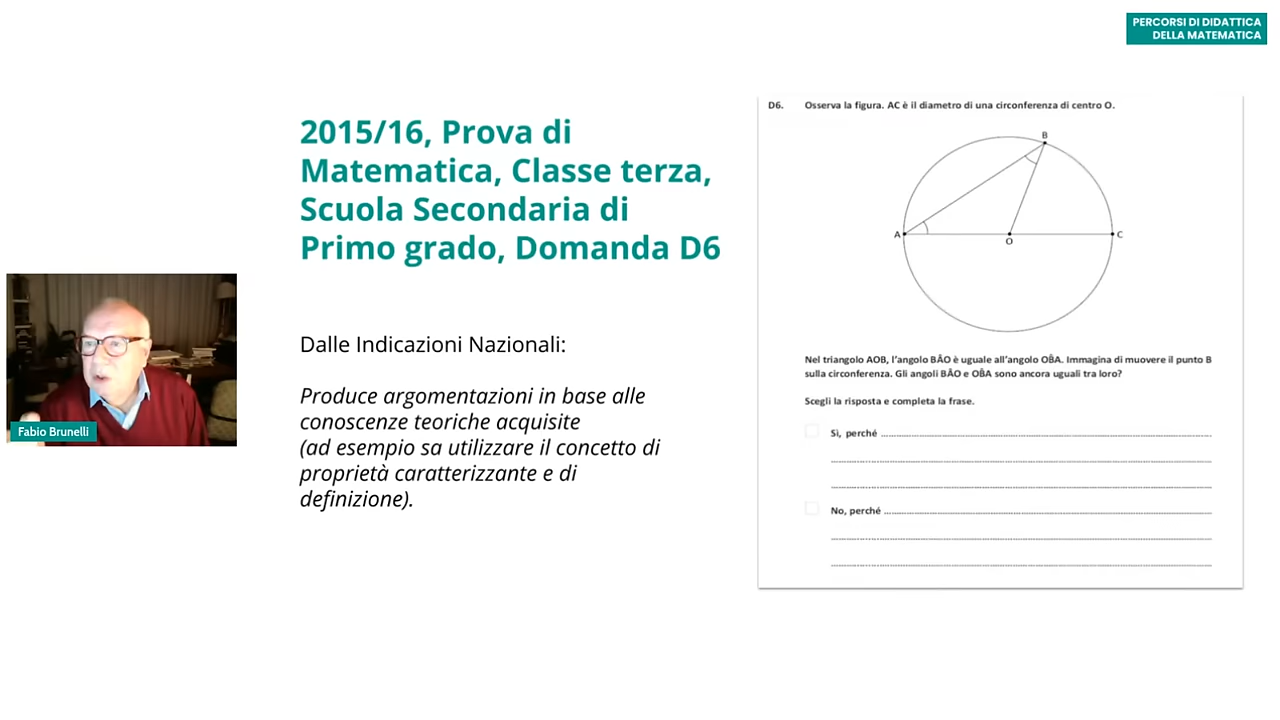 PERCORSI DI DIDATTICA
DELLA MATEMATICA
2015/16, Prova di
Matematica, Classe terza,
Scuola Secondaria di
Primo grado, Domanda D6
Dalle Indicazioni Nazionali:
Produce argomentazioni in base alle
conoscenze teoriche acquisite
(ad esempio sa utilizzare il concetto di
proprietà caratterizzante e di
definizione).
Fabio Brunelli
D6. Osserva la figura. AC è il diametro di una circonferenza di centro O.
B
A
O
C
Nel triangolo AOB, l'angolo BÂO è uguale all'angolo OB̂A. Immagina di muovere il punto B
sulla circonferenza. Gli angoli BÂO e OB̂A sono ancora uguali tra loro?
Scegli la risposta e completa la frase.
Sì, perché
No, perché